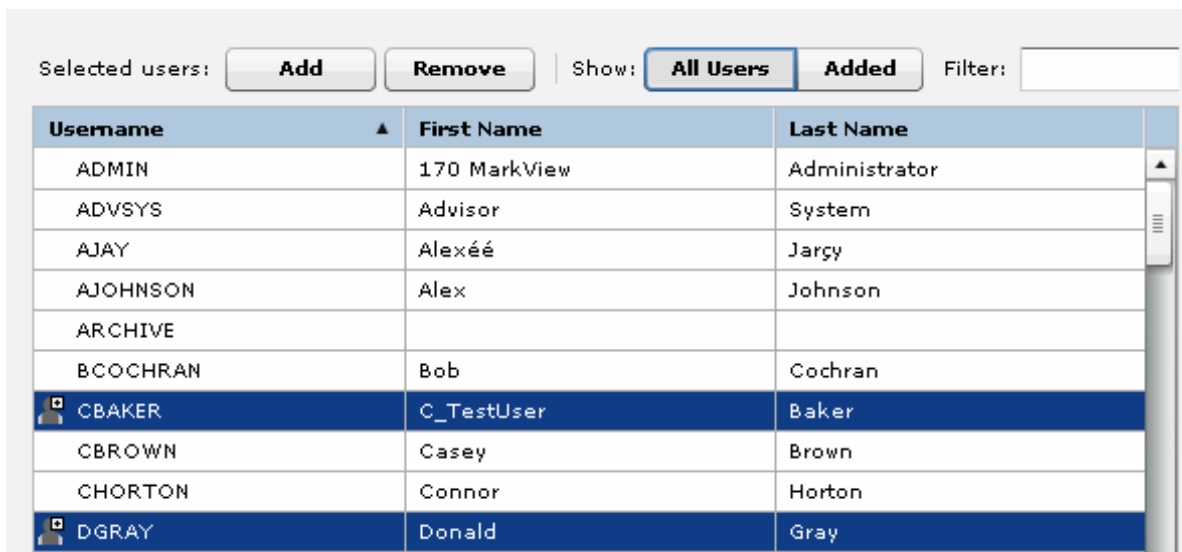 Selected users: Add Remove Show: All Users Added Filter:
Username ▲ First Name Last Name
ADMIN 170 MarkView Administrator
ADVSYS Advisor System
AJAY Alexéé Jarçy
AJOHNSON Alex Johnson
ARCHIVE
BCOCHRAN Bob Cochran
CBAKER C_TestUser Baker
CBROWN Casey Brown
CHORTON Connor Horton
DGRAY Donald Gray